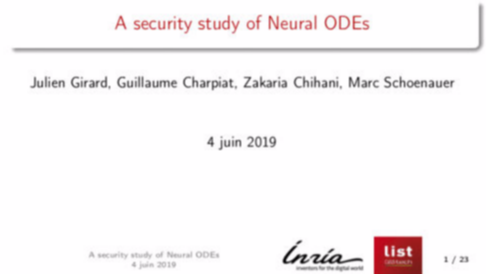 A security study of Neural ODEs
Julien Girard, Guillaume Charpiat, Zakaria Chihani, Marc Schoenauer
4 juin 2019
A security study of Neural ODEs
4 juin 2019
Inria
inventors for the digital world
list
1 / 23